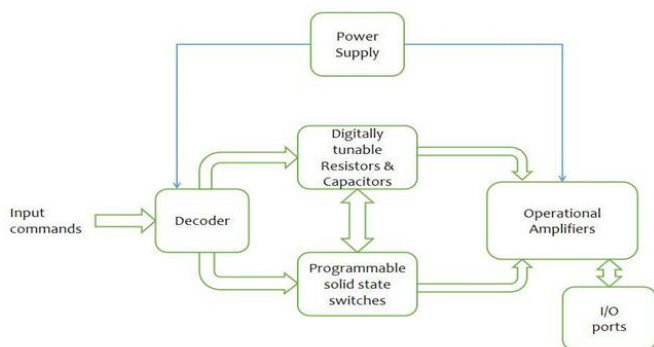 Power
Supply
Digitally
tunable
Resistors &
Capacitors
Input
commands
Decoder
Operational
Amplifiers
Programmable
solid state
switches
I/O
ports